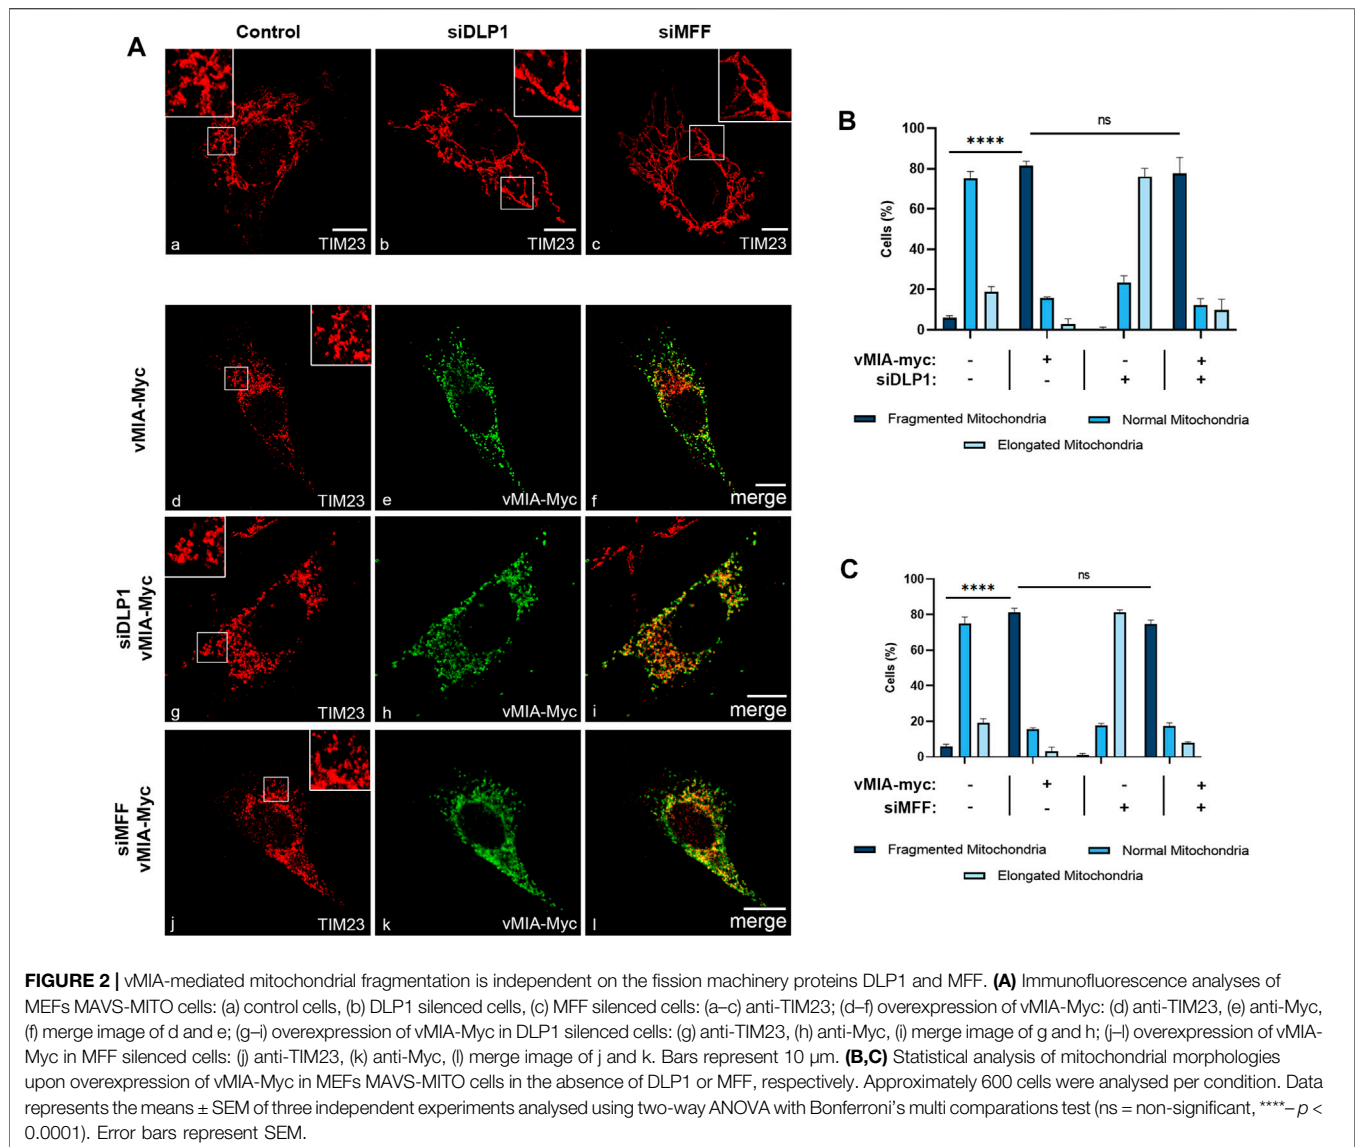 A
Control
siDLP1
siMFF
a
TIM23
b
TIM23
c
TIM23
vMIA-Myc
d
TIM23
e
vMIA-Myc
f
merge
siDLP1
vMIA-Myc
g
TIM23
h
vMIA-Myc
i
merge
siMFF
vMIA-Myc
j
TIM23
k
vMIA-Myc
l
merge
B
Cells (%)
100
80
60
40
20
0
****
ns
vMIA-myc: - + - +
siDLP1: - - + +
Fragmented Mitochondria
Normal Mitochondria
Elongated Mitochondria
C
Cells (%)
100
80
60
40
20
0
****
ns
vMIA-myc: - + - +
siMFF: - - + +
Fragmented Mitochondria
Normal Mitochondria
Elongated Mitochondria
FIGURE 2 | vMIA-mediated mitochondrial fragmentation is independent on the fission machinery proteins DLP1 and MFF. (A) Immunofluorescence analyses of
MEFs MAVS-MITO cells: (a) control cells, (b) DLP1 silenced cells, (c) MFF silenced cells: (a–c) anti-TIM23; (d–f) overexpression of vMIA-Myc: (d) anti-TIM23, (e) anti-Myc,
(f) merge image of d and e; (g–i) overexpression of vMIA-Myc in DLP1 silenced cells: (g) anti-TIM23, (h) anti-Myc, (i) merge image of g and h; (j–l) overexpression of vMIA-
Myc in MFF silenced cells: (j) anti-TIM23, (k) anti-Myc, (l) merge image of j and k. Bars represent 10 µm. (B,C) Statistical analysis of mitochondrial morphologies
upon overexpression of vMIA-Myc in MEFs MAVS-MITO cells in the absence of DLP1 or MFF, respectively. Approximately 600 cells were analysed per condition. Data
represents the means ± SEM of three independent experiments analysed using two-way ANOVA with Bonferroni's multi comparations test (ns = non-significant, ****– p <
0.0001). Error bars represent SEM.